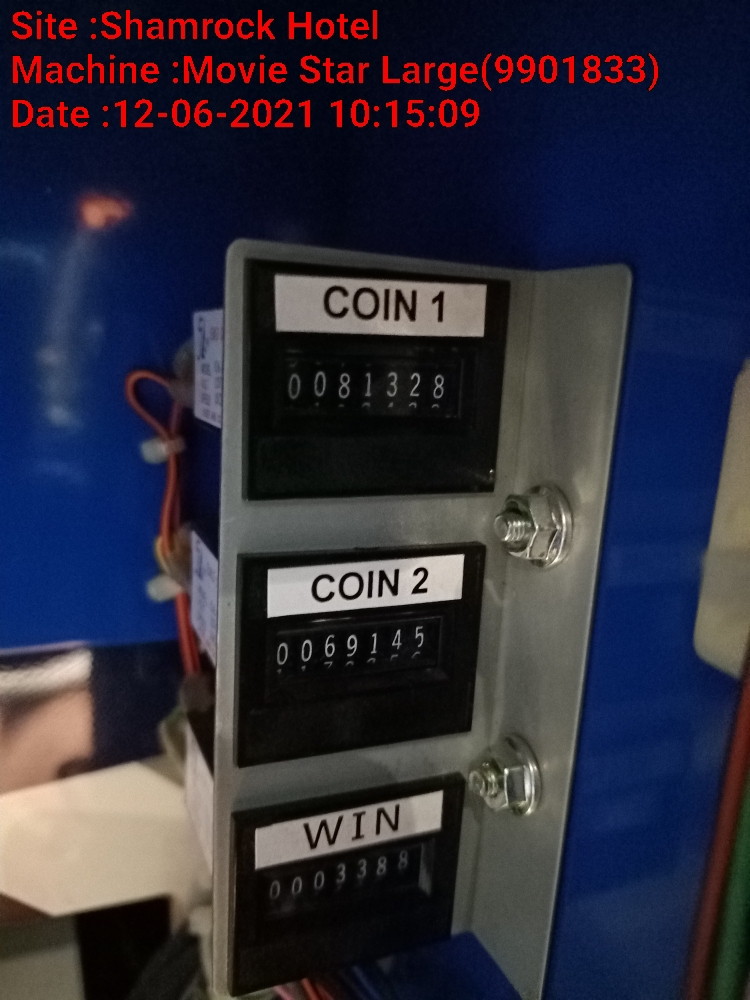 Site :Shamrock Hotel
Machine :Movie Star Large(9901833)
Date :12-06-2021 10:15:09
COIN 1
0081328
COIN 2
0069145
WIN
0003388